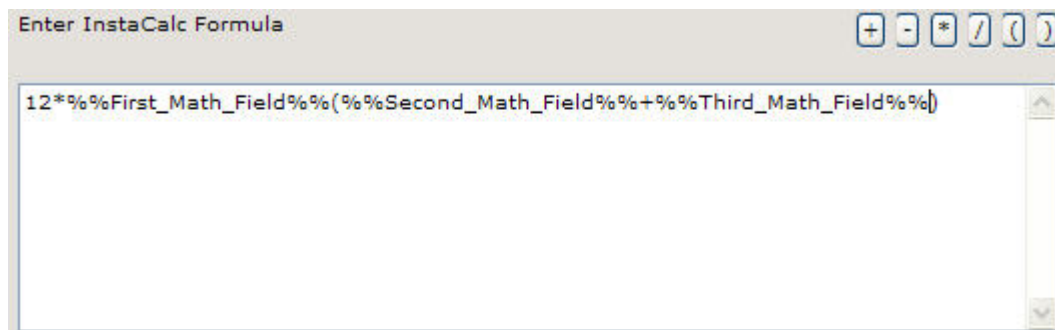 Enter InstaCalc Formula + - * / ( )
12*%%First_Math_Field%%(%%Second_Math_Field%%+%%Third_Math_Field%%)